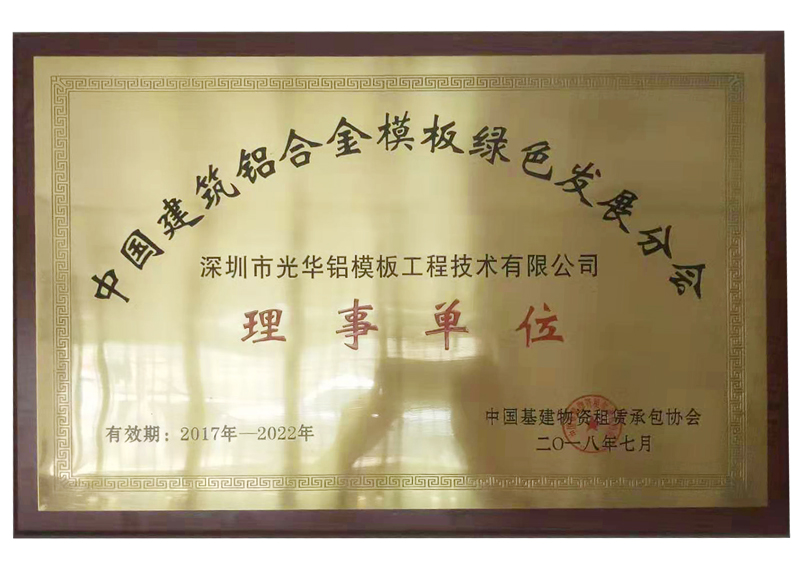 中国建筑铝合金模板绿色发展分会
深圳市光华铝模板工程技术有限公司
理事单位
中国基建物资租赁承包协会
有效期：2017年—2022年
二〇一八年七月